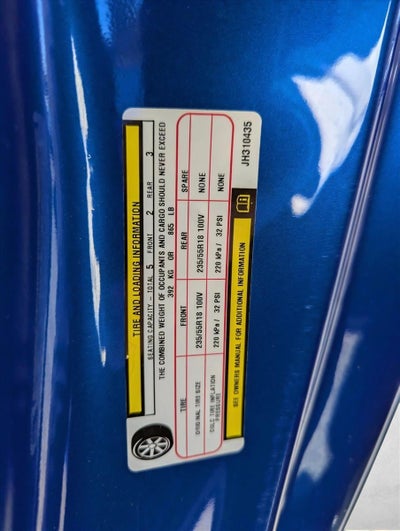 TIRE AND LOADING INFORMATION
SEATING CAPACITY – TOTAL 5 FRONT 2 REAR 3
THE COMBINED WEIGHT OF OCCUPANTS AND CARGO SHOULD NEVER EXCEED
392 KG OR 865 LB
TIRE FRONT REAR SPARE
ORIGINAL TIRE SIZE 235/55R18 100V 235/55R18 100V NONE
COLD TIRE INFLATION PRESSURE 220 kPa / 32 PSI 220 kPa / 32 PSI NONE
SEE OWNERS MANUAL FOR ADDITIONAL INFORMATION
JH310435